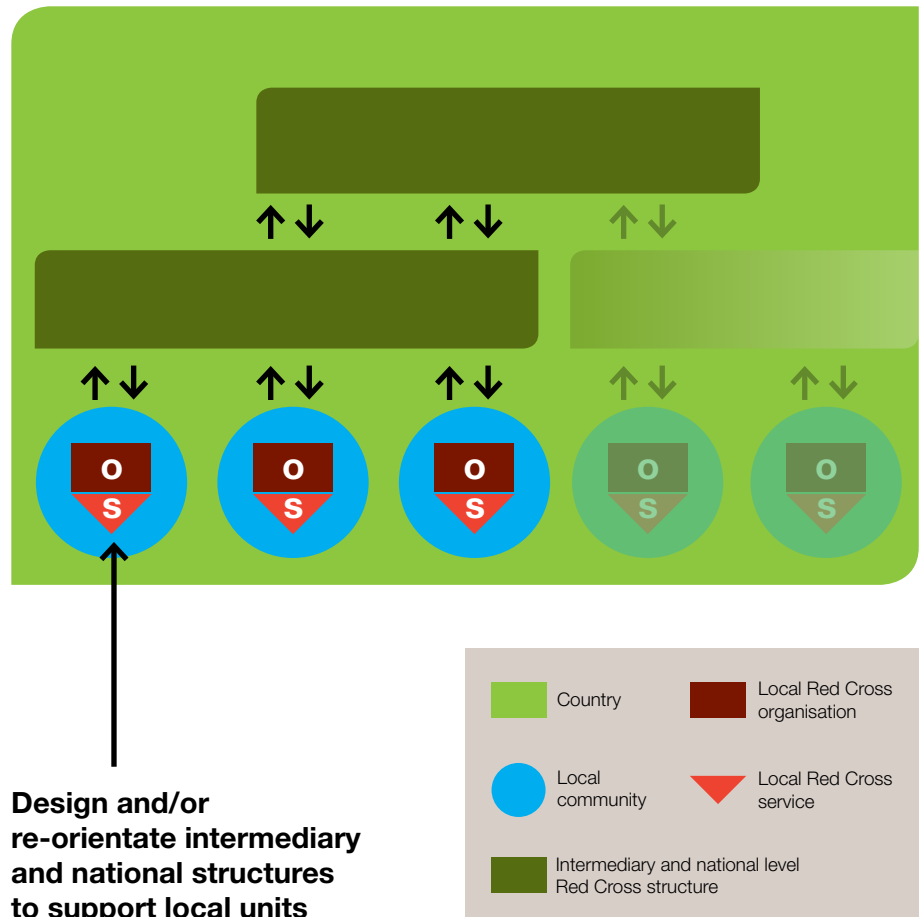 O
S
O
S
O
S
O
S
O
S
Design and/or
re-orientate intermediary
and national structures
to support local units
Country
Local Red Cross
organisation
Local
community
Local Red Cross
service
Intermediary and national level
Red Cross structure